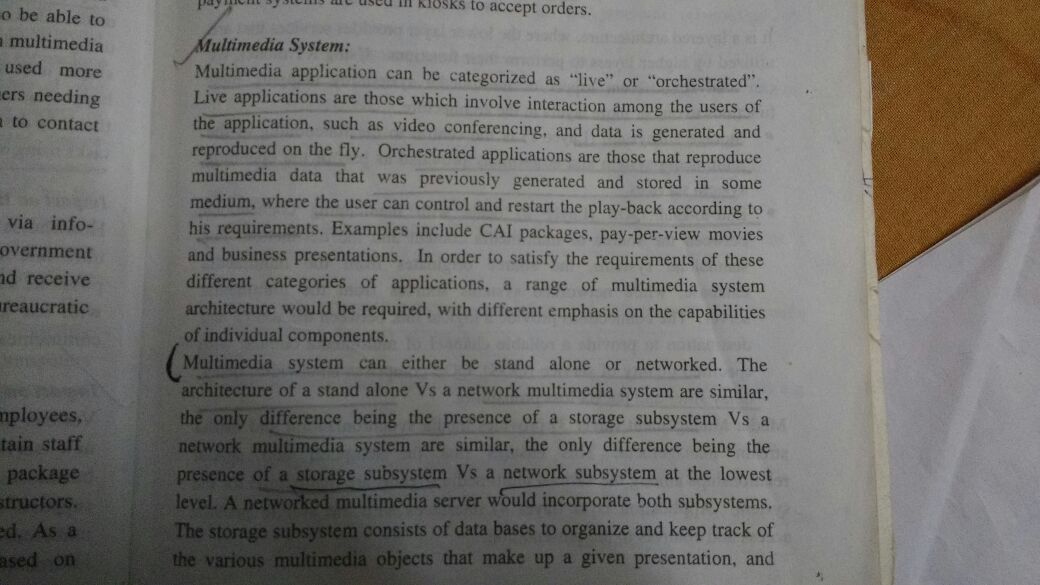 o be able to
multimedia
used more
ers needing
to contact
via info-
overnment
nd receive
ureaucratic
mployees,
tain staff
package
structors.
ed. As a
ased on
payment systems are used in kiosks to accept orders.
Multimedia System:
Multimedia application can be categorized as “live” or “orchestrated”.
Live applications are those which involve interaction among the users of
the application, such as video conferencing, and data is generated and
reproduced on the fly. Orchestrated applications are those that reproduce
multimedia data that was previously generated and stored in some
medium, where the user can control and restart the play-back according to
his requirements. Examples include CAI packages, pay-per-view movies
and business presentations. In order to satisfy the requirements of these
different categories of applications, a range of multimedia system
architecture would be required, with different emphasis on the capabilities
of individual components.
Multimedia system can either be stand alone or networked. The
architecture of a stand alone Vs a network multimedia system are similar,
the only difference being the presence of a storage subsystem Vs a
network multimedia system are similar, the only difference being the
presence of a storage subsystem Vs a network subsystem at the lowest
level. A networked multimedia server would incorporate both subsystems.
The storage subsystem consists of data bases to organize and keep track of
the various multimedia objects that make up a given presentation, and